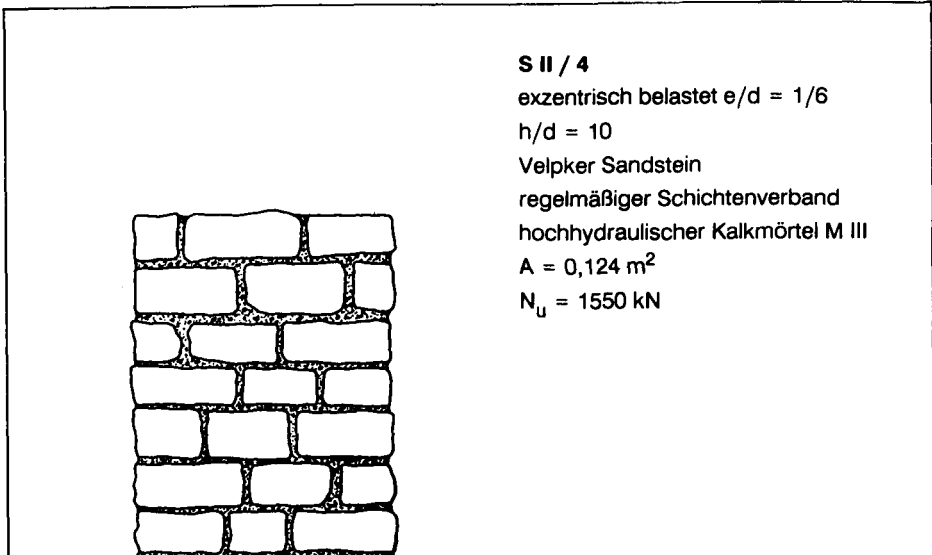 S II / 4
exzentrisch belastet e/d = 1/6
h/d = 10
Velpker Sandstein
regelmäßiger Schichtenverband
hochhydraulischer Kalkmörtel M III
A = 0,124 m²
Nᵤ = 1550 kN